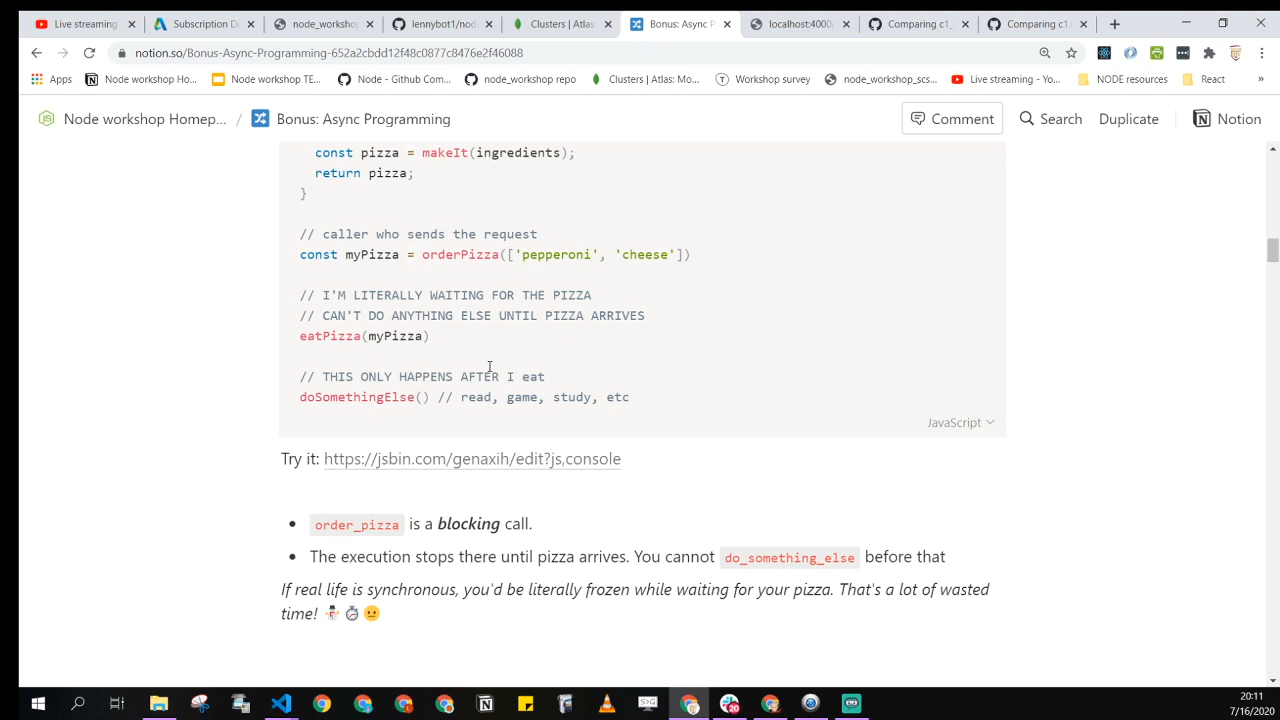 Live streaming
Subscription D
node_worksho
lennybot1/node
Clusters | Atlas
Bonus: Async P
localhost:4000/
Comparing c1_
Comparing c1
notion.so/Bonus-Async-Programming-652a2cbdd12f48c0877c8476e2f46088
Apps
Node workshop Ho...
Node workshop TE...
Node - Github Com...
node_workshop repo
Clusters | Atlas: Mo...
Workshop survey
node_workshop_scs...
Live streaming - Yo...
NODE resources
React
»
Node workshop Homep... / Bonus: Async Programming
Comment
Search
Duplicate
Notion
const pizza = makeIt(ingredients);
return pizza;
}
// caller who sends the request
const myPizza = orderPizza(['pepperoni', 'cheese'])
// I'M LITERALLY WAITING FOR THE PIZZA
// CAN'T DO ANYTHING ELSE UNTIL PIZZA ARRIVES
eatPizza(myPizza)
// THIS ONLY HAPPENS AFTER I eat
doSomethingElse() // read, game, study, etc
JavaScript
Try it: https://jsbin.com/genaxih/edit?js,console
• order_pizza is a blocking call.
• The execution stops there until pizza arrives. You cannot do_something_else before that
If real life is synchronous, you'd be literally frozen while waiting for your pizza. That's a lot of wasted
time! ⛄⏱😐
20:11
7/16/2020